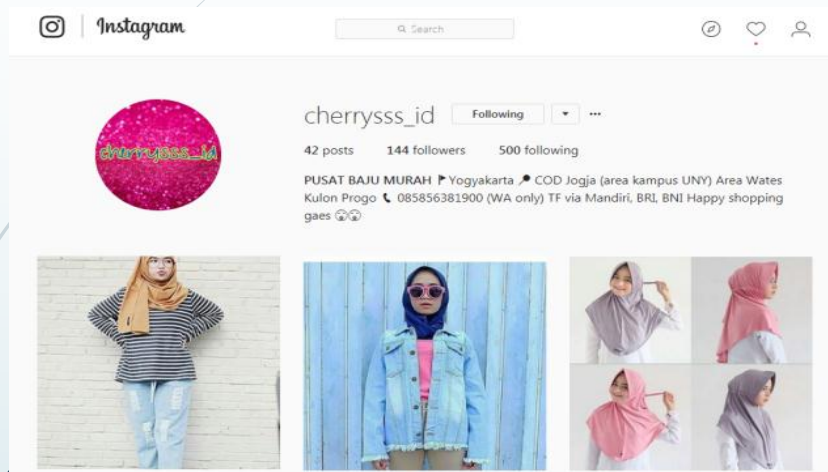 Instagram
Search
cherrysss_id
cherrysss_id Following
42 posts 144 followers 500 following
PUSAT BAJU MURAH Yogyakarta COD Jogja (area kampus UNY) Area Wates
Kulon Progo 085856381900 (WA only) TF via Mandiri, BRI, BNI Happy shopping
gaes